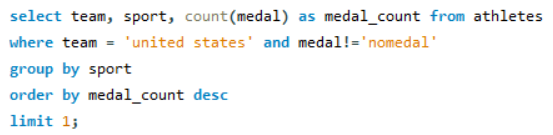 select team, sport, count(medal) as medal_count from athletes
where team = 'united states' and medal!='nomedal'
group by sport
order by medal_count desc
limit 1;